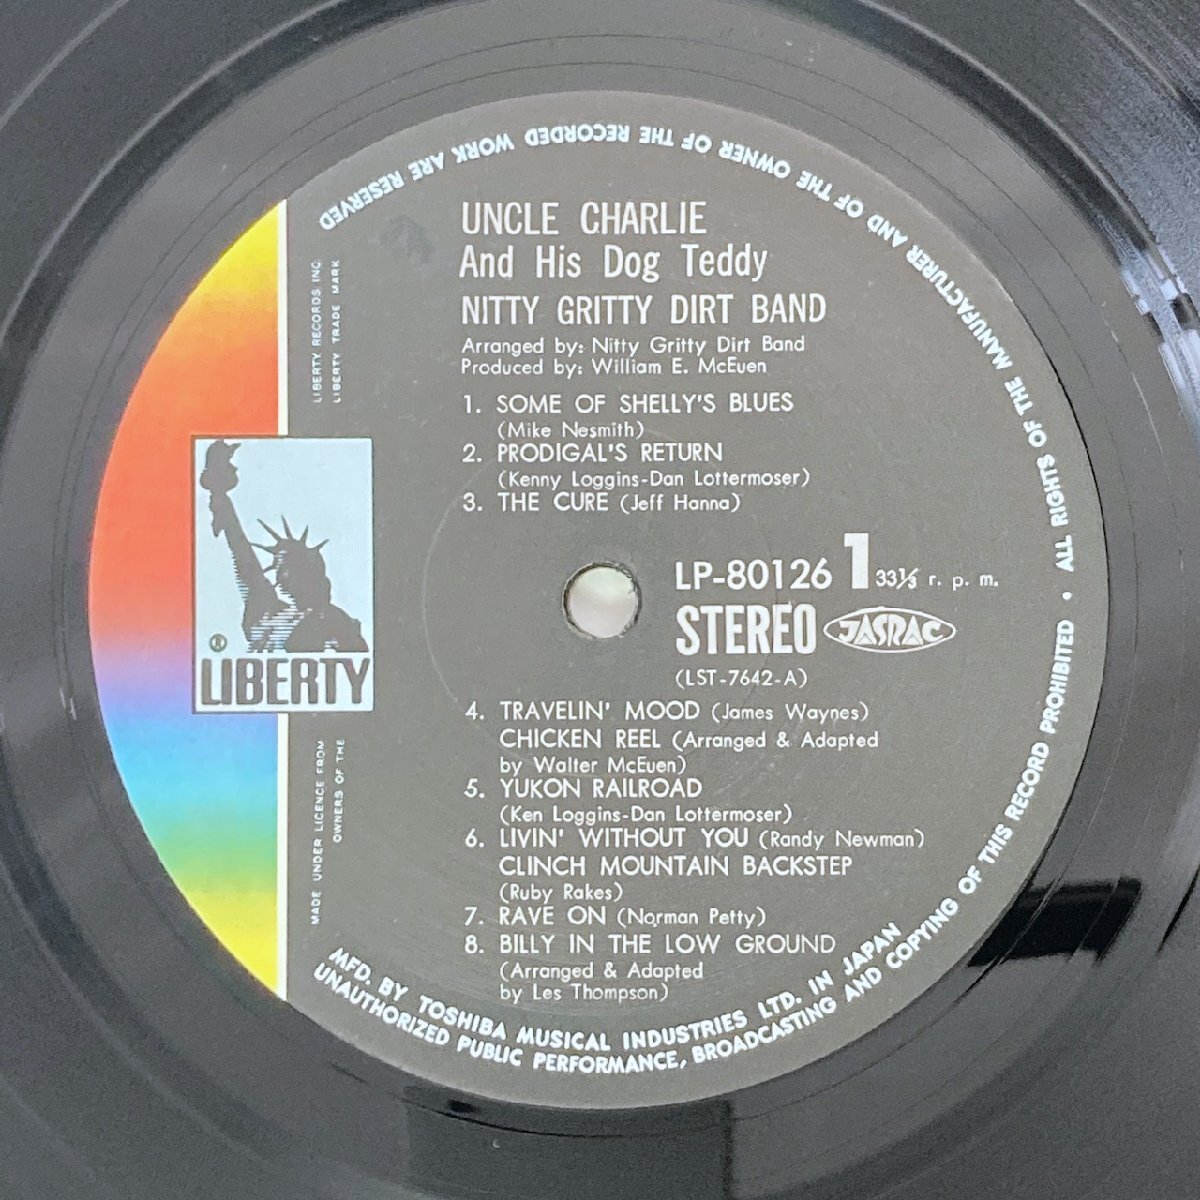 UNCLE CHARLIE
And His Dog Teddy
NITTY GRITTY DIRT BAND
Arranged by: Nitty Gritty Dirt Band
Produced by: William E. McEuen
1. SOME OF SHELLY'S BLUES
(Mike Nesmith)
2. PRODIGAL'S RETURN
(Kenny Loggins-Dan Lottermoser)
3. THE CURE (Jeff Hanna)
LP-80126 1 33⅓ r. p. m.
STEREO JASRAC
(LST-7642-A)
4. TRAVELIN' MOOD (James Waynes)
CHICKEN REEL (Arranged & Adapted
by Walter McEuen)
5. YUKON RAILROAD
(Ken Loggins-Dan Lottermoser)
6. LIVIN' WITHOUT YOU (Randy Newman)
CLINCH MOUNTAIN BACKSTEP
(Ruby Rakes)
7. RAVE ON (Norman Petty)
8. BILLY IN THE LOW GROUND
(Arranged & Adapted
by Les Thompson)
LIBERTY RECORDS INC.
LIBERTY TRADE MARK
® LIBERTY
MADE UNDER LICENCE FROM
OWNERS OF THE
MFD. BY TOSHIBA MUSICAL INDUSTRIES LTD. IN JAPAN
UNAUTHORIZED PUBLIC PERFORMANCE, BROADCASTING AND COPYING OF THIS RECORD PROHIBITED • ALL RIGHTS OF THE MANUFACTURER AND OF THE OWNER OF THE RECORDED WORK ARE RESERVED